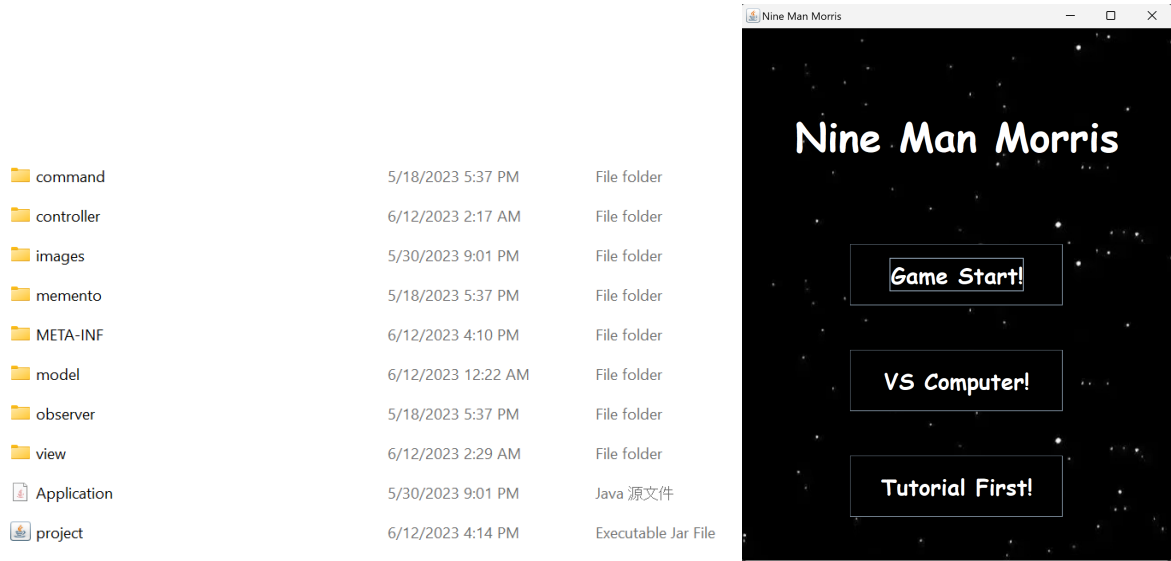 command 5/18/2023 5:37 PM File folder
controller 6/12/2023 2:17 AM File folder
images 5/30/2023 9:01 PM File folder
memento 5/18/2023 5:37 PM File folder
META-INF 6/12/2023 4:10 PM File folder
model 6/12/2023 12:22 AM File folder
observer 5/18/2023 5:37 PM File folder
view 6/12/2023 2:29 AM File folder
Application 5/30/2023 9:01 PM Java 源文件
project 6/12/2023 4:14 PM Executable Jar File
Nine Man Morris
Nine Man Morris
Game Start!
VS Computer!
Tutorial First!